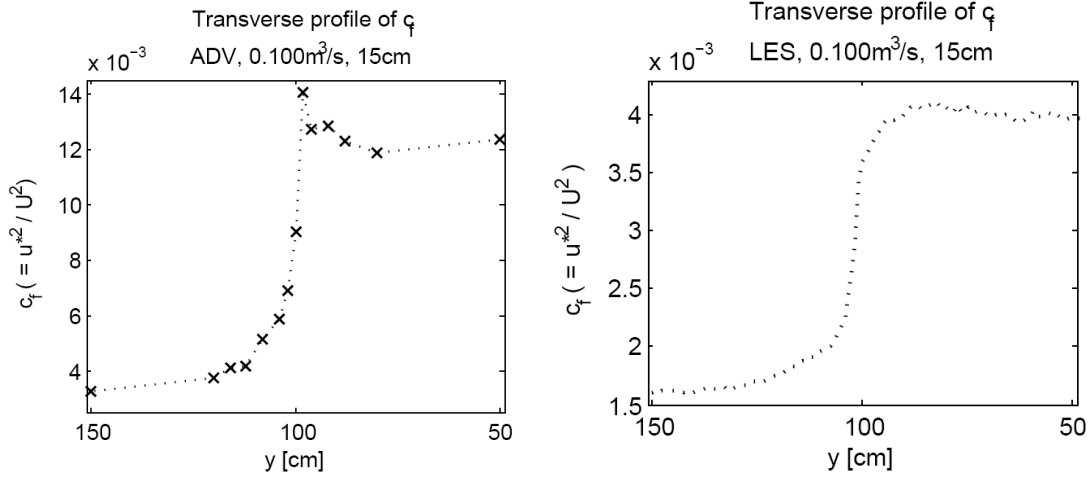 Transverse profile of c_f
ADV, 0.100m³/s, 15cm
x 10⁻³
14
12
10
8
6
4
c_f ( = u*² / U²)
150
100
50
y [cm]
Transverse profile of c_f
LES, 0.100m³/s, 15cm
x 10⁻³
4
3.5
3
2.5
2
1.5
c_f ( = u*² / U²)
150
100
50
y [cm]